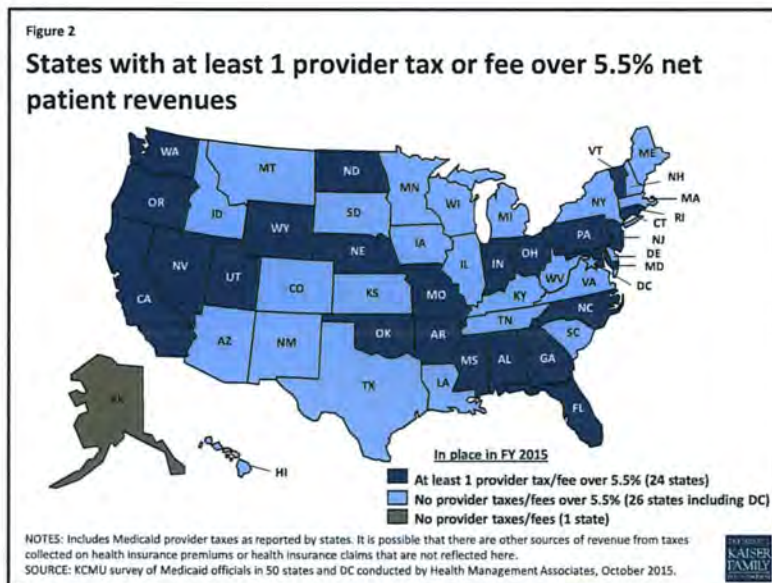 Figure 2
States with at least 1 provider tax or fee over 5.5% net
patient revenues
WA
OR
CA
NV
ID
MT
WY
UT
AZ
CO
NM
ND
SD
NE
KS
OK
TX
MN
IA
MO
AR
LA
WI
IL
MI
IN
OH
KY
TN
MS
AL
GA
FL
SC
NC
VA
WV
PA
NY
VT
ME
NH
MA
RI
CT
NJ
DE
MD
DC
AK
HI
In place in FY 2015
At least 1 provider tax/fee over 5.5% (24 states)
No provider taxes/fees over 5.5% (26 states including DC)
No provider taxes/fees (1 state)
NOTES: Includes Medicaid provider taxes as reported by states. It is possible that there are other sources of revenue from taxes
collected on health insurance premiums or health insurance claims that are not reflected here.
SOURCE: KCMU survey of Medicaid officials in 50 states and DC conducted by Health Management Associates, October 2015.
KAISER
FAMILY